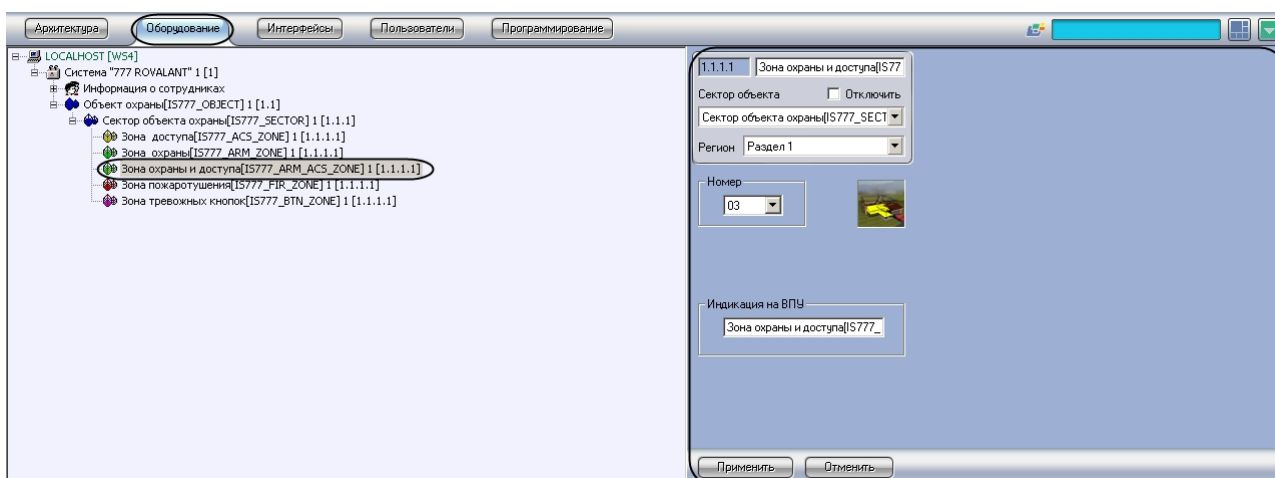 Архитектура Оборудование Интерфейсы Пользователи Программирование
LOCALHOST [WS4]
Система "777 ROVALANT" 1 [1]
Информация о сотрудниках
Объект охраны[IS777_OBJECT] 1 [1.1]
Сектор объекта охраны[IS777_SECTOR] 1 [1.1.1]
Зона доступа[IS777_ACS_ZONE] 1 [1.1.1.1]
Зона охраны[IS777_ARM_ZONE] 1 [1.1.1.1]
Зона охраны и доступа[IS777_ARM_ACS_ZONE] 1 [1.1.1.1]
Зона пожаротушения[IS777_FIR_ZONE] 1 [1.1.1.1]
Зона тревожных кнопок[IS777_BTN_ZONE] 1 [1.1.1.1]
1.1.1.1 Зона охраны и доступа[IS77
Сектор объекта Отключить
Сектор объекта охраны[IS777_SECT
Регион Раздел 1
Номер
03
Индикация на ВПУ
Зона охраны и доступа[IS777_
Применить Отменить